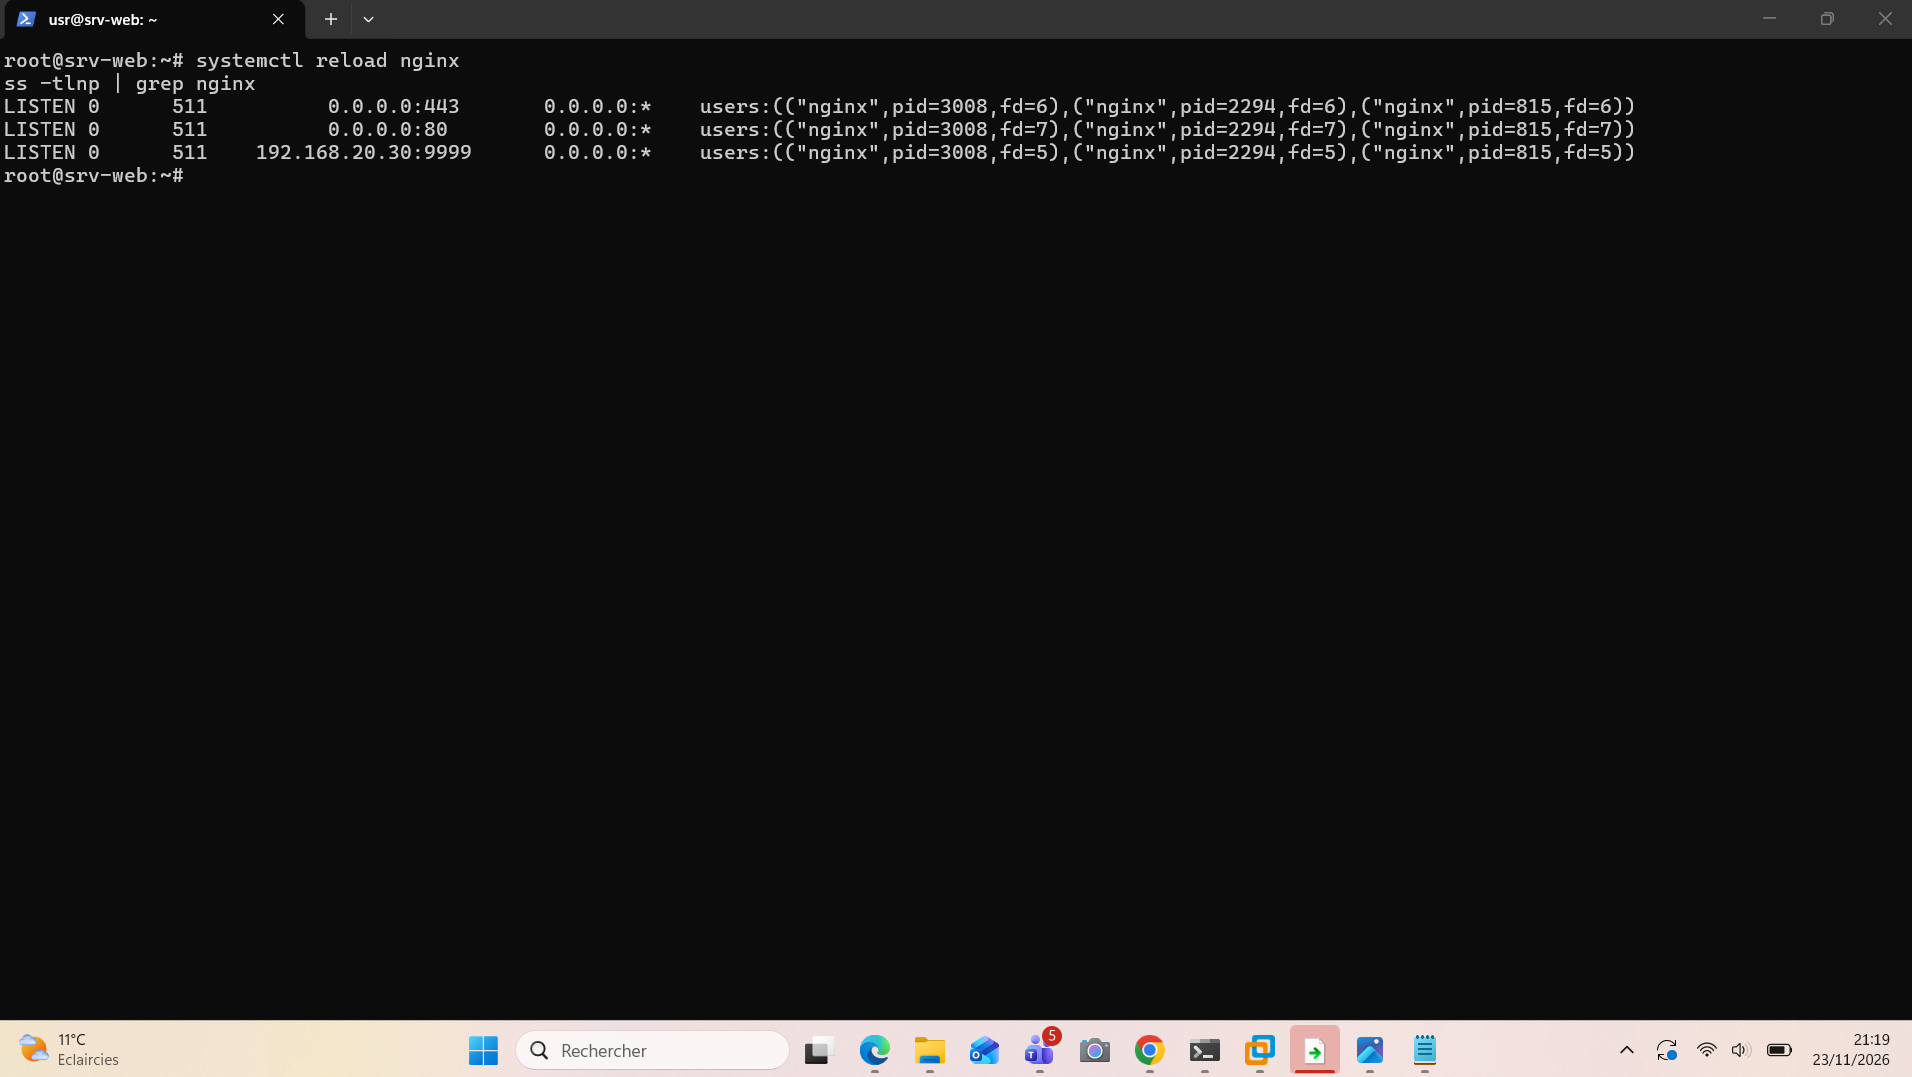 usr@srv-web: ~
root@srv-web:~# systemctl reload nginx
ss -tlnp | grep nginx
LISTEN 0      511          0.0.0.0:443       0.0.0.0:*    users:(("nginx",pid=3008,fd=6),("nginx",pid=2294,fd=6),("nginx",pid=815,fd=6))
LISTEN 0      511          0.0.0.0:80        0.0.0.0:*    users:(("nginx",pid=3008,fd=7),("nginx",pid=2294,fd=7),("nginx",pid=815,fd=7))
LISTEN 0      511    192.168.20.30:9999      0.0.0.0:*    users:(("nginx",pid=3008,fd=5),("nginx",pid=2294,fd=5),("nginx",pid=815,fd=5))
root@srv-web:~#
11°C
Eclaircies
Rechercher
5
21:19
23/11/2026